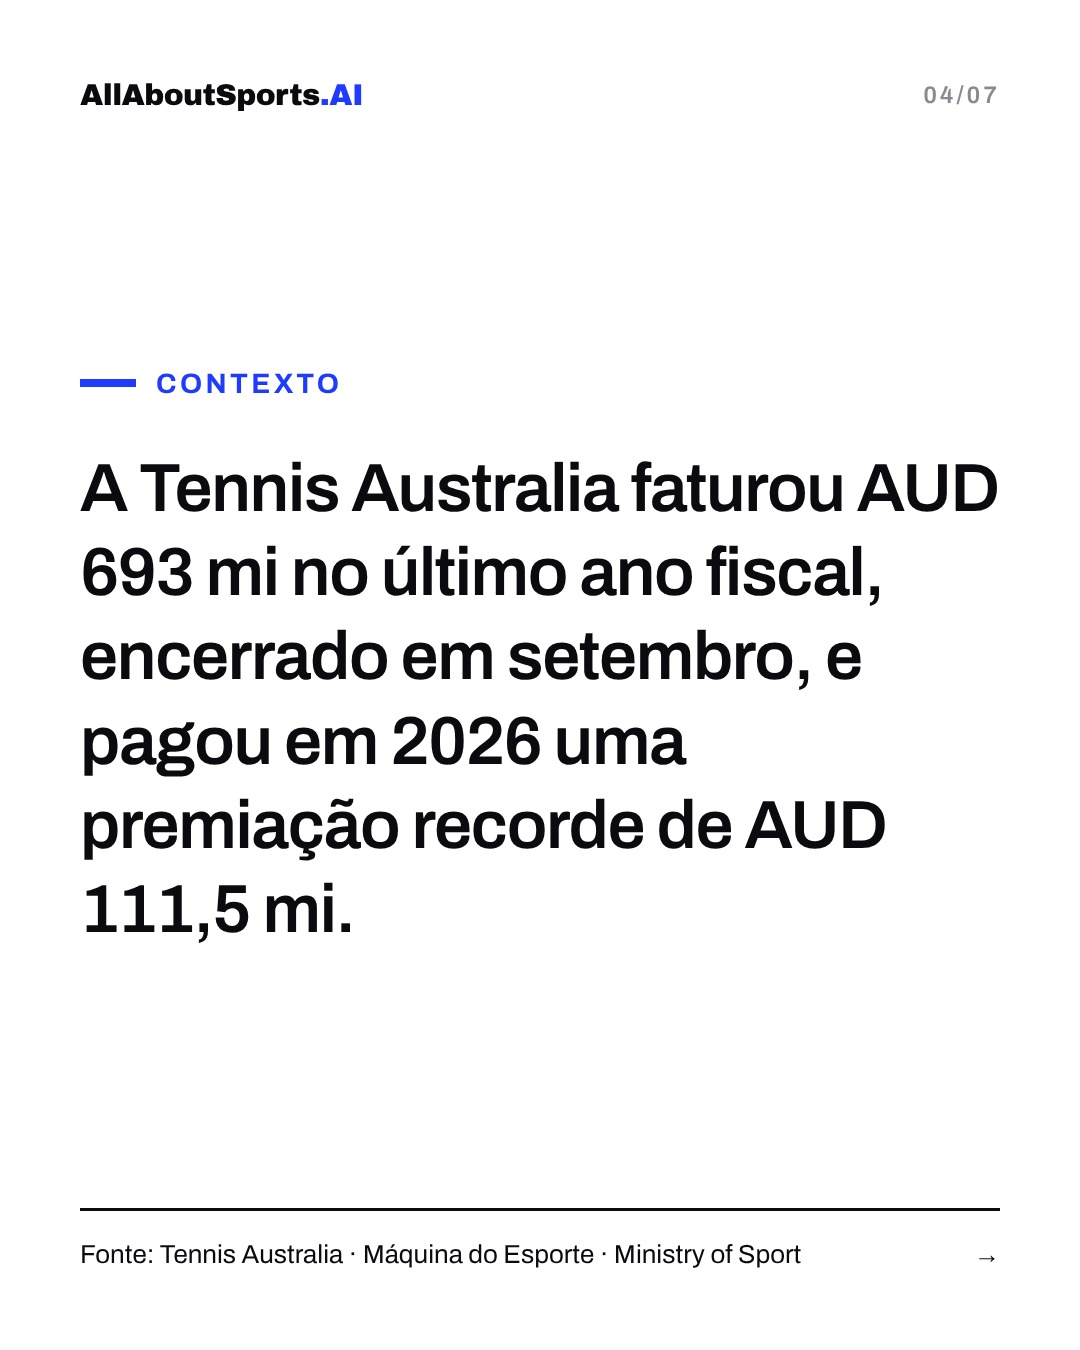 AllAboutSports.AI
04/07
CONTEXTO
A Tennis Australia faturou AUD
693 mi no último ano fiscal,
encerrado em setembro, e
pagou em 2026 uma
premiação recorde de AUD
111,5 mi.
Fonte: Tennis Australia · Máquina do Esporte · Ministry of Sport →